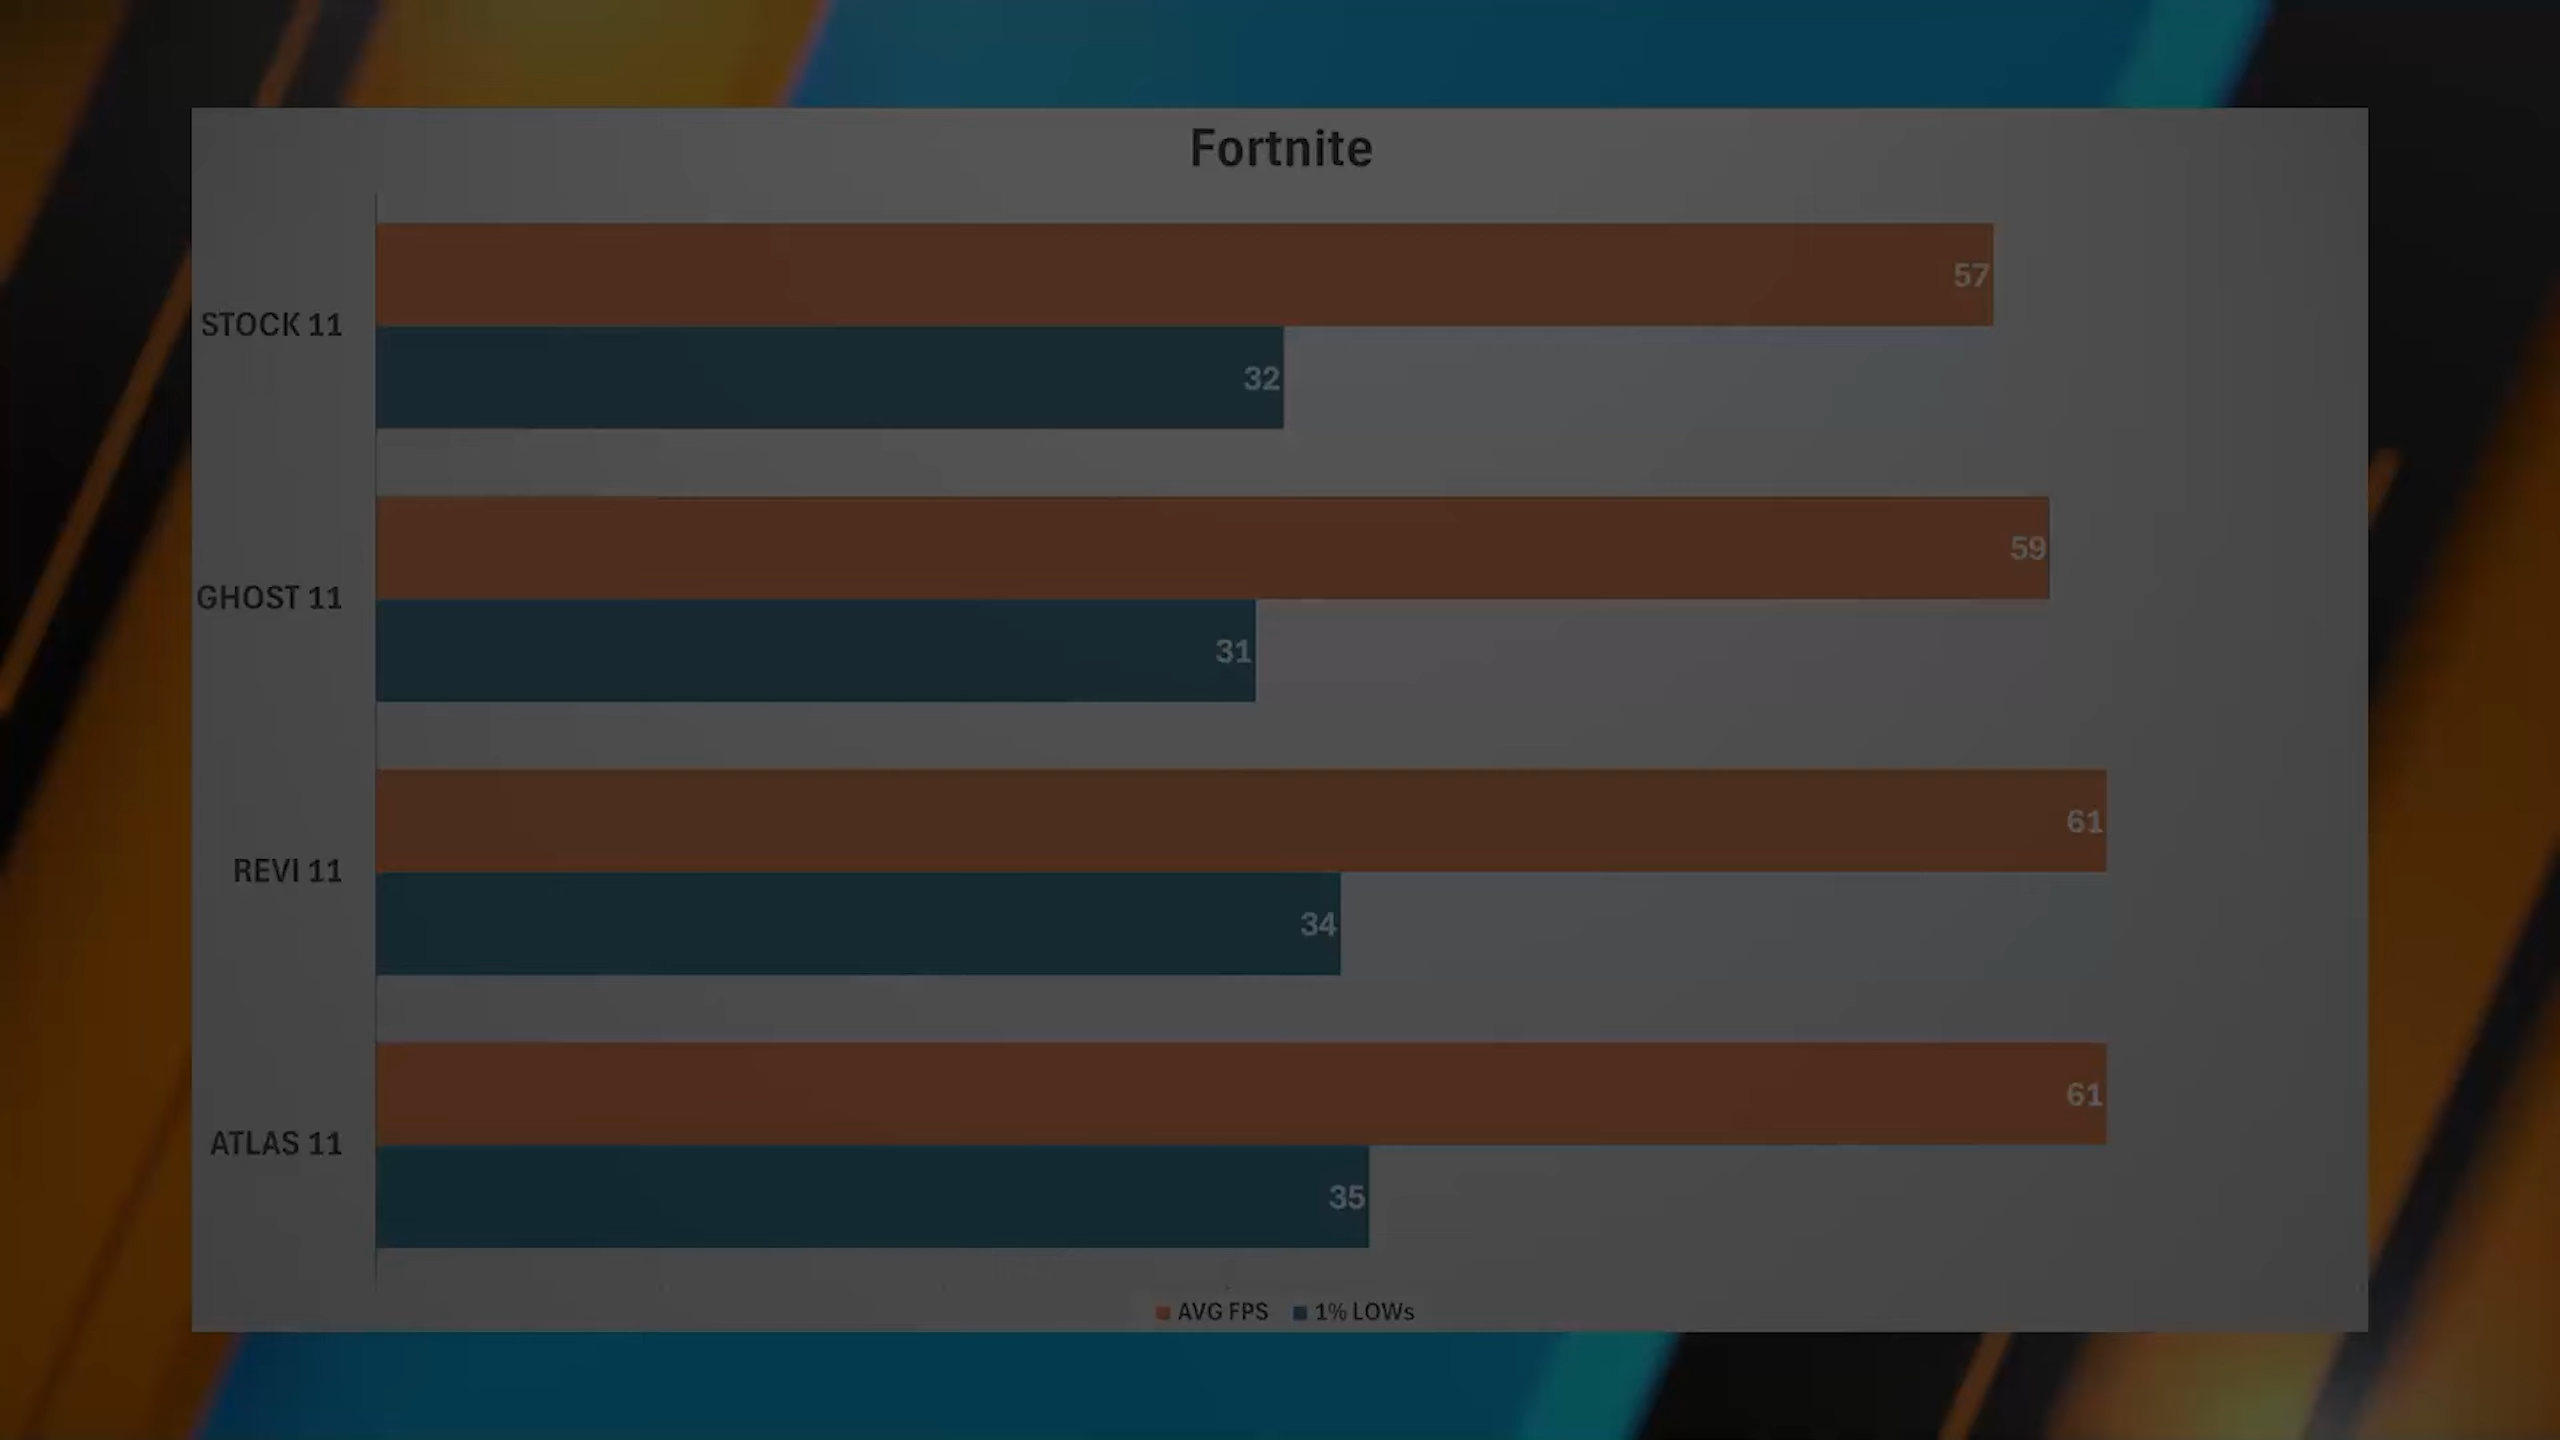 Fortnite
STOCK 11
57
32
GHOST 11
59
31
REVI 11
61
34
ATLAS 11
61
35
AVG FPS 1% LOWs